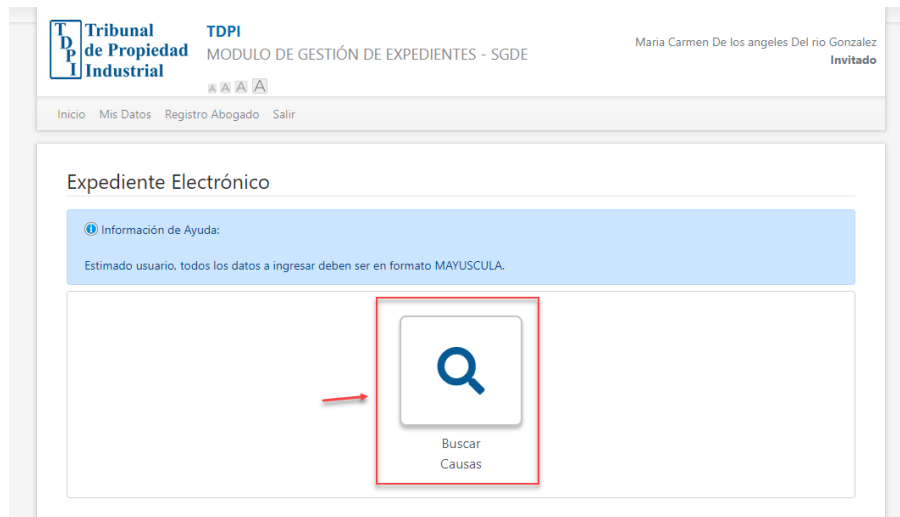 Tribunal
de Propiedad
Industrial
TDPI
TDPI
MODULO DE GESTIÓN DE EXPEDIENTES - SGDE
A A A A
Maria Carmen De los angeles Del rio Gonzalez
Invitado
Inicio Mis Datos Registro Abogado Salir
Expediente Electrónico
Información de Ayuda:
Estimado usuario, todos los datos a ingresar deben ser en formato MAYUSCULA.
Buscar
Causas